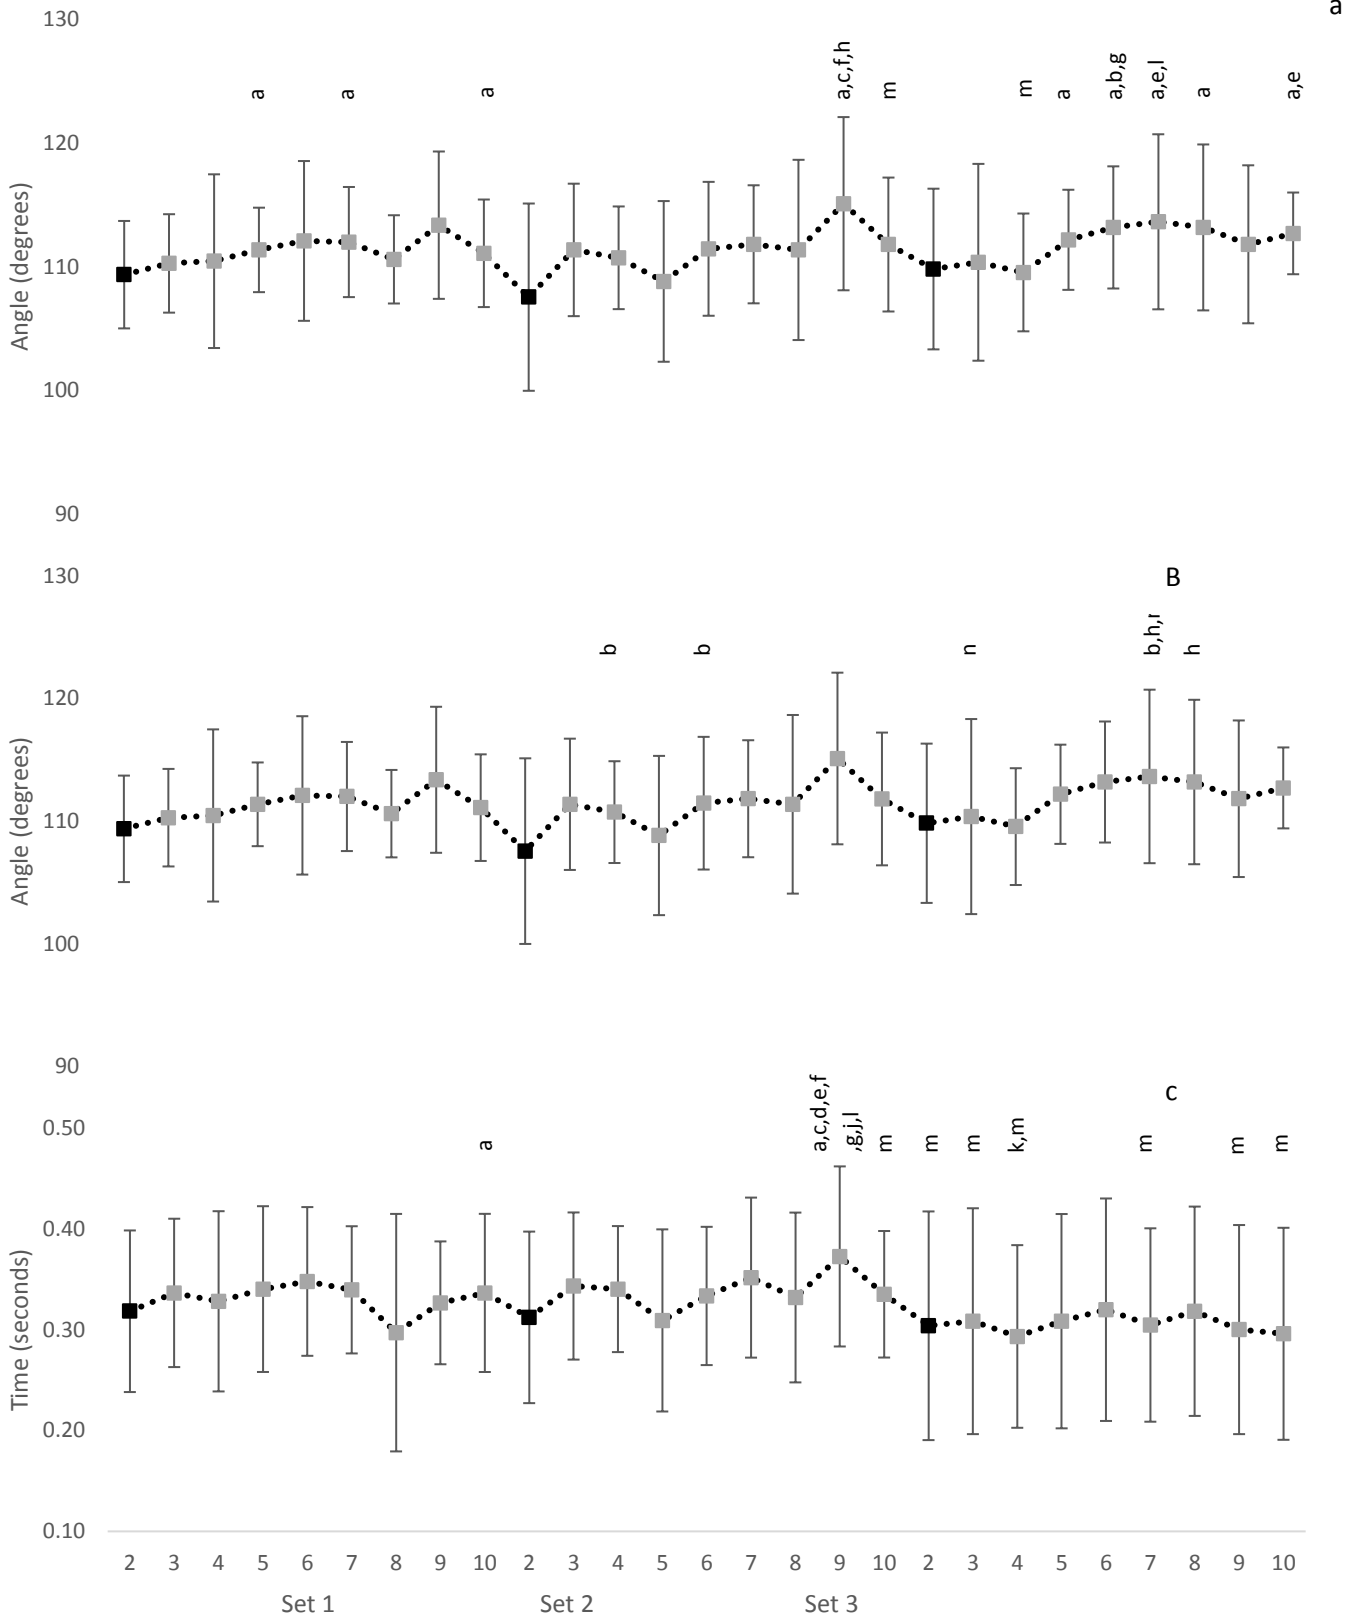 a
130
a,c,f,h
a a a m m a a,b,g a,e,l a a,e
120
110
100
90
Angle (degrees)
130
B
b b n b,h, h
120
110
100
90
Angle (degrees)
a,c,d,e,f
,g,j,l
c
0.50
a m m m k,m m m m
0.40
0.30
0.20
0.10
Time (seconds)
2 3 4 5 6 7 8 9 10 2 3 4 5 6 7 8 9 10 2 3 4 5 6 7 8 9 10
Set 1 Set 2 Set 3